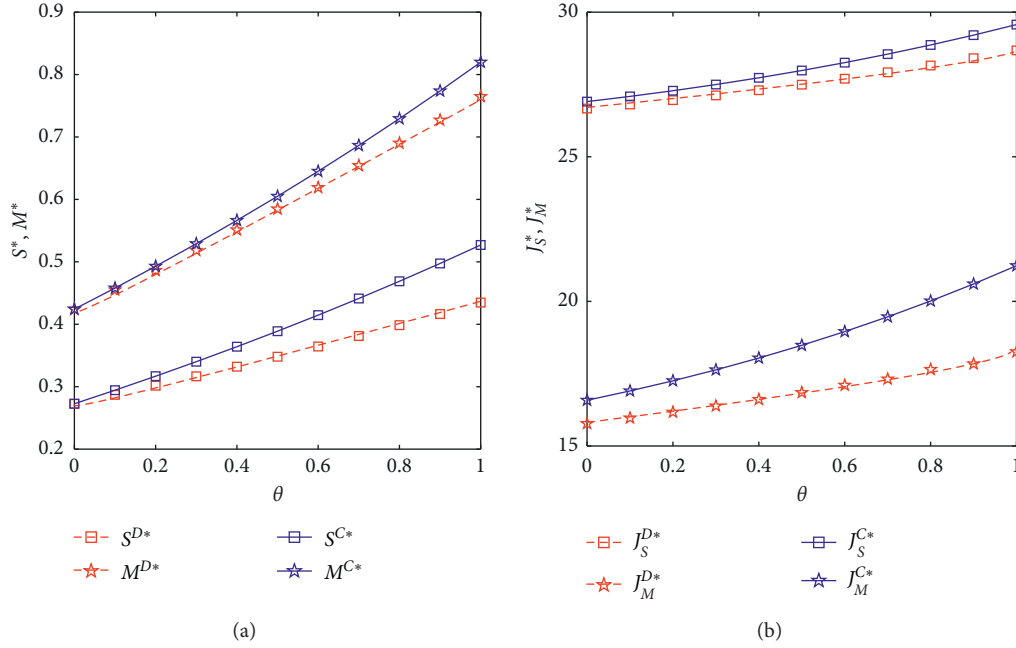 0.9
0.8
0.7
0.6
0.5
0.4
0.3
0.2
S*, M*
0 0.2 0.4 0.6 0.8 1
θ
S^{D*} S^{C*}
M^{D*} M^{C*}
(a)
30
25
20
15
J_S^*, J_M^*
0 0.2 0.4 0.6 0.8 1
θ
J_S^{D*} J_S^{C*}
J_M^{D*} J_M^{C*}
(b)